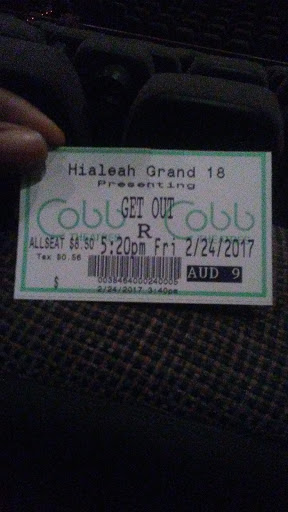 Hialeah Grand 18
Presenting
Cobb Cobb
GET OUT
R
ALLSEAT $8.50 5:20pm Fri 2/24/2017
Tax $0.56
AUD 9
$
2/24/2017 3:40pm